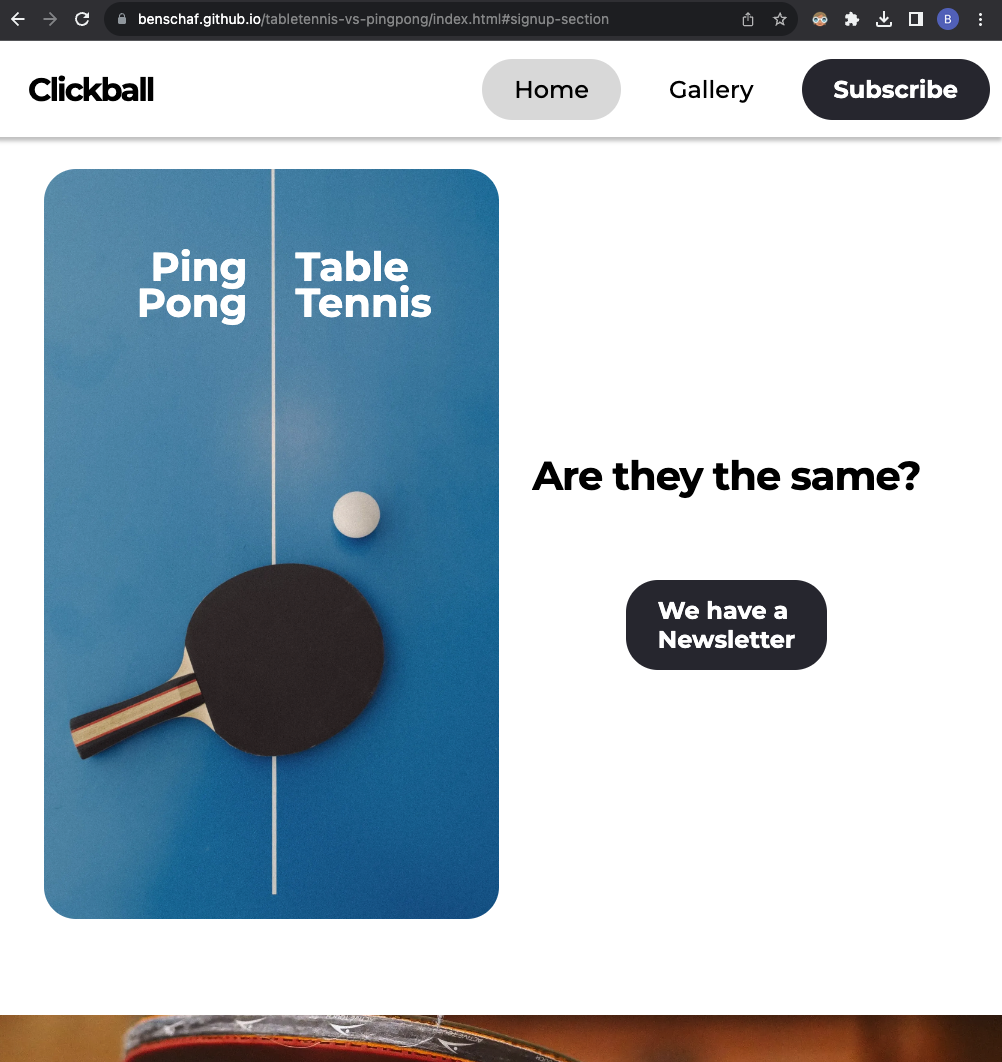 benschaf.github.io/tabletennis-vs-pingpong/index.html#signup-section
B
Clickball
Home
Gallery
Subscribe
Ping
Pong
Table
Tennis
Are they the same?
We have a
Newsletter